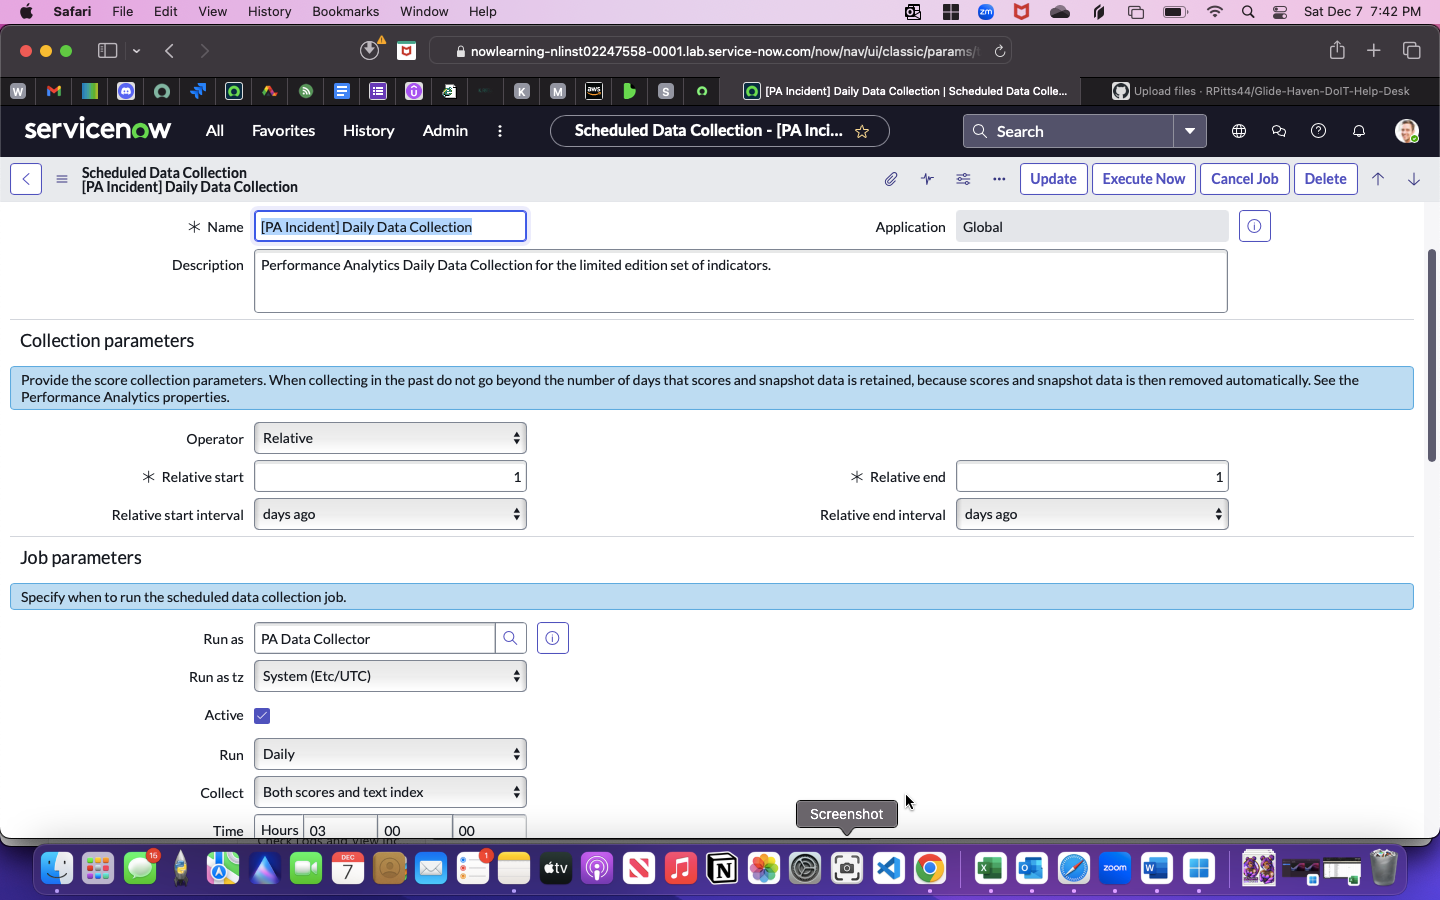 Safari File Edit View History Bookmarks Window Help zm Sat Dec 7 7:42 PM
nowlearning-nlinst02247558-0001.lab.service-now.com/now/nav/ui/classic/params/
W K M aws S [PA Incident] Daily Data Collection | Scheduled Data Colle... Upload files · RPitts44/Glide-Haven-DoIT-Help-Desk
servicenow All Favorites History Admin Scheduled Data Collection - [PA Inci... Search
Scheduled Data Collection
[PA Incident] Daily Data Collection
Update Execute Now Cancel Job Delete
Name [PA Incident] Daily Data Collection Application Global
Description Performance Analytics Daily Data Collection for the limited edition set of indicators.
Collection parameters
Provide the score collection parameters. When collecting in the past do not go beyond the number of days that scores and snapshot data is retained, because scores and snapshot data is then removed automatically. See the
Performance Analytics properties.
Operator Relative
Relative start 1 Relative end 1
Relative start interval days ago Relative end interval days ago
Job parameters
Specify when to run the scheduled data collection job.
Run as PA Data Collector
Run as tz System (Etc/UTC)
Active
Run Daily
Collect Both scores and text index
Time Hours 03 00 00
Screenshot
16 DEC 7 1 tv zoom